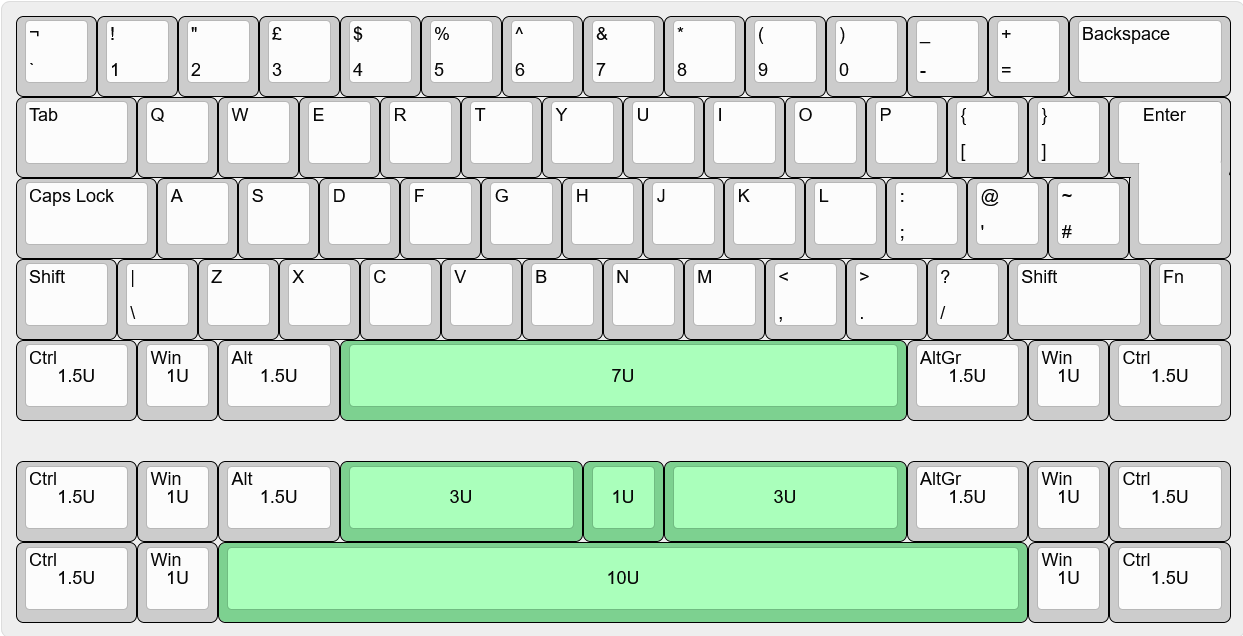 ¬ ! " £ $ % ^ & * ( ) _ + Backspace
` 1 2 3 4 5 6 7 8 9 0 - =
Tab Q W E R T Y U I O P { } Enter
[ ]
Caps Lock A S D F G H J K L : @ ~
; ' #
Shift | Z X C V B N M < > ? Shift Fn
\ , . /
Ctrl Win Alt AltGr Win Ctrl
1.5U 1U 1.5U 7U 1.5U 1U 1.5U
Ctrl Win Alt AltGr Win Ctrl
1.5U 1U 1.5U 3U 1U 3U 1.5U 1U 1.5U
Ctrl Win Win Ctrl
1.5U 1U 10U 1U 1.5U